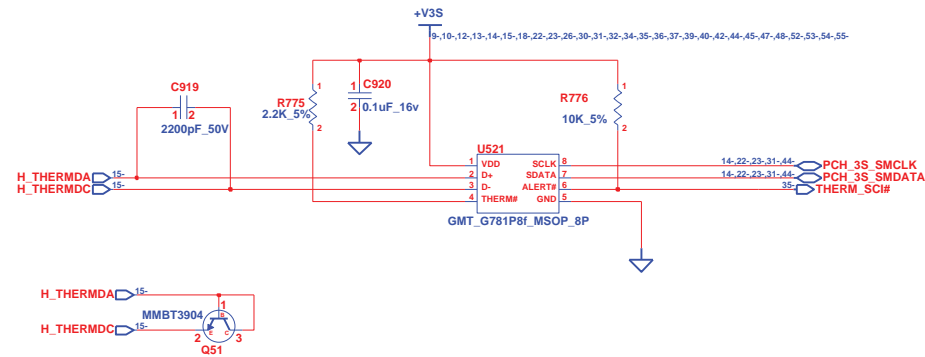 +V3S
9-,10-,12-,13-,14-,15-,18-,22-,23-,26-,30-,31-,32-,34-,35-,36-,37-,39-,40-,42-,44-,45-,47-,48-,52-,53-,54-,55-
C919
1 2
2200pF_50V
R775
2.2K_5%
1
2
C920
1
2
0.1uF_16v
R776
10K_5%
1
2
U521
1 VDD SCLK 8
2 D+ SDATA 7
3 D- ALERT# 6
4 THERM# GND 5
GMT_G781P8f_MSOP_8P
H_THERMDA 15-
H_THERMDC 15-
14-,22-,23-,31-,44- PCH_3S_SMCLK
14-,22-,23-,31-,44- PCH_3S_SMDATA
35- THERM_SCI#
H_THERMDA 15-
MMBT3904
1
B
H_THERMDC 15-
2 E C 3
Q51